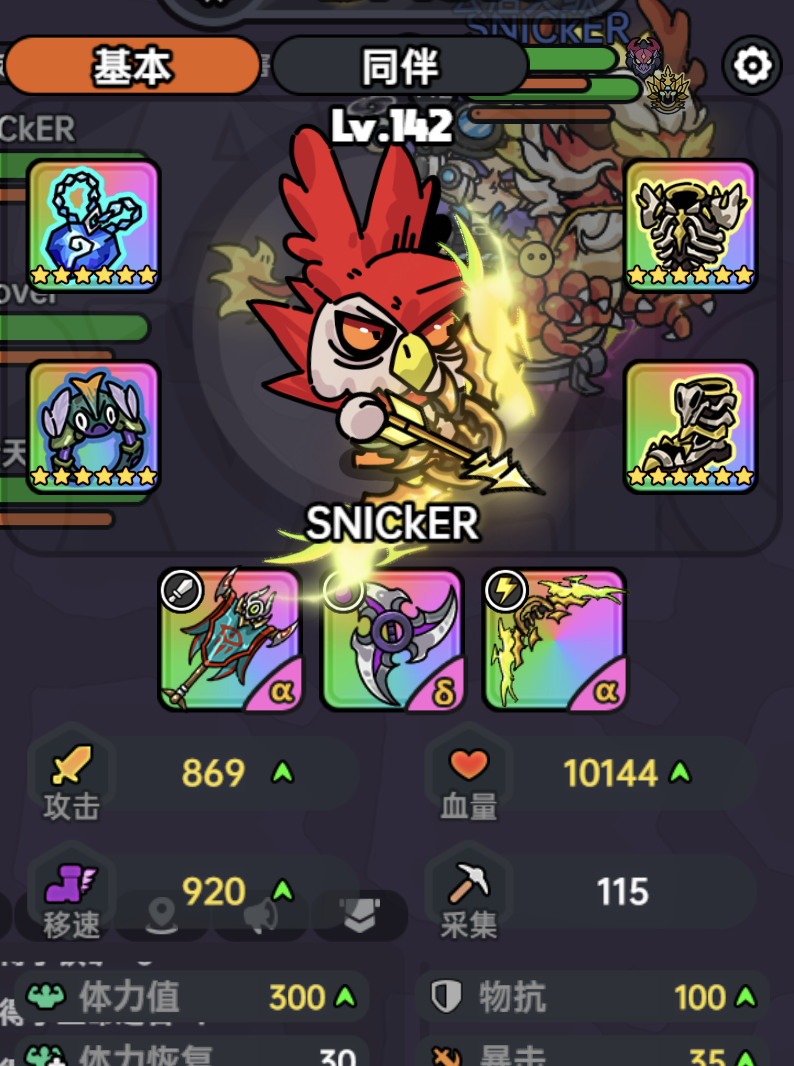 SNICkER
基本
同伴
Lv.142
CkER
over
天
SNICkER
α
δ
α
869
10144
攻击
血量
920
115
移速
采集
体力值
300
物抗
100
体力恢复
30
暴击
35